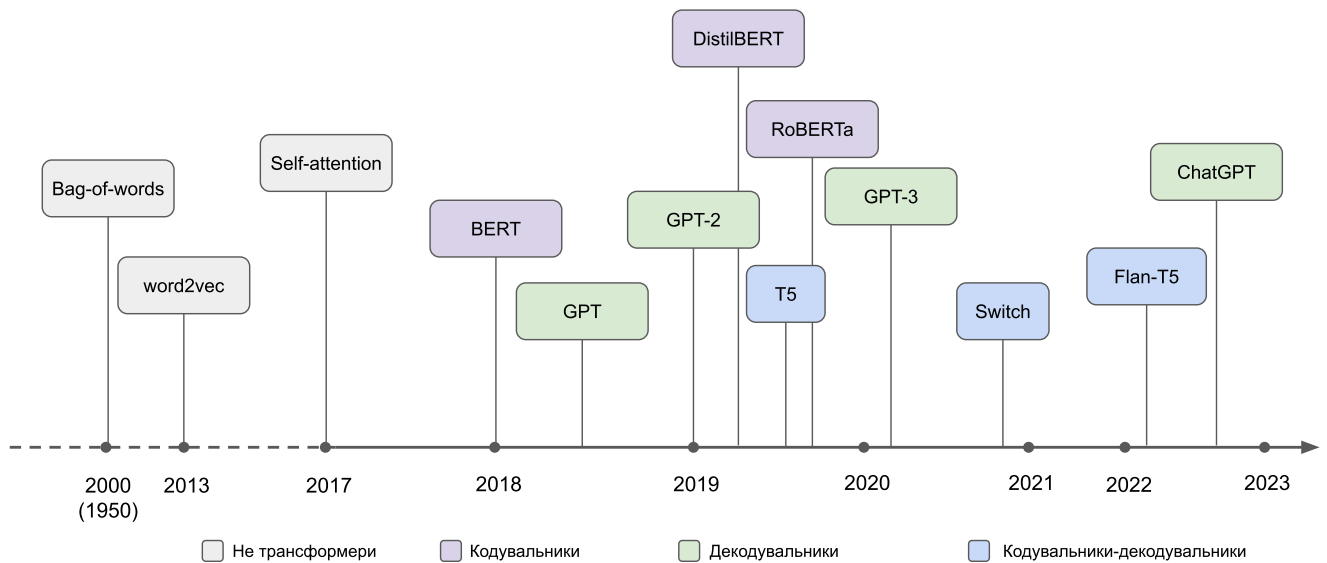 DistilBERT
RoBERTa
Self-attention
ChatGPT
Bag-of-words
GPT-3
BERT
GPT-2
word2vec
Flan-T5
T5
GPT
Switch
2000
(1950)
2013
2017
2018
2019
2020
2021
2022
2023
Не трансформери
Кодувальники
Декодувальники
Кодувальники-декодувальники